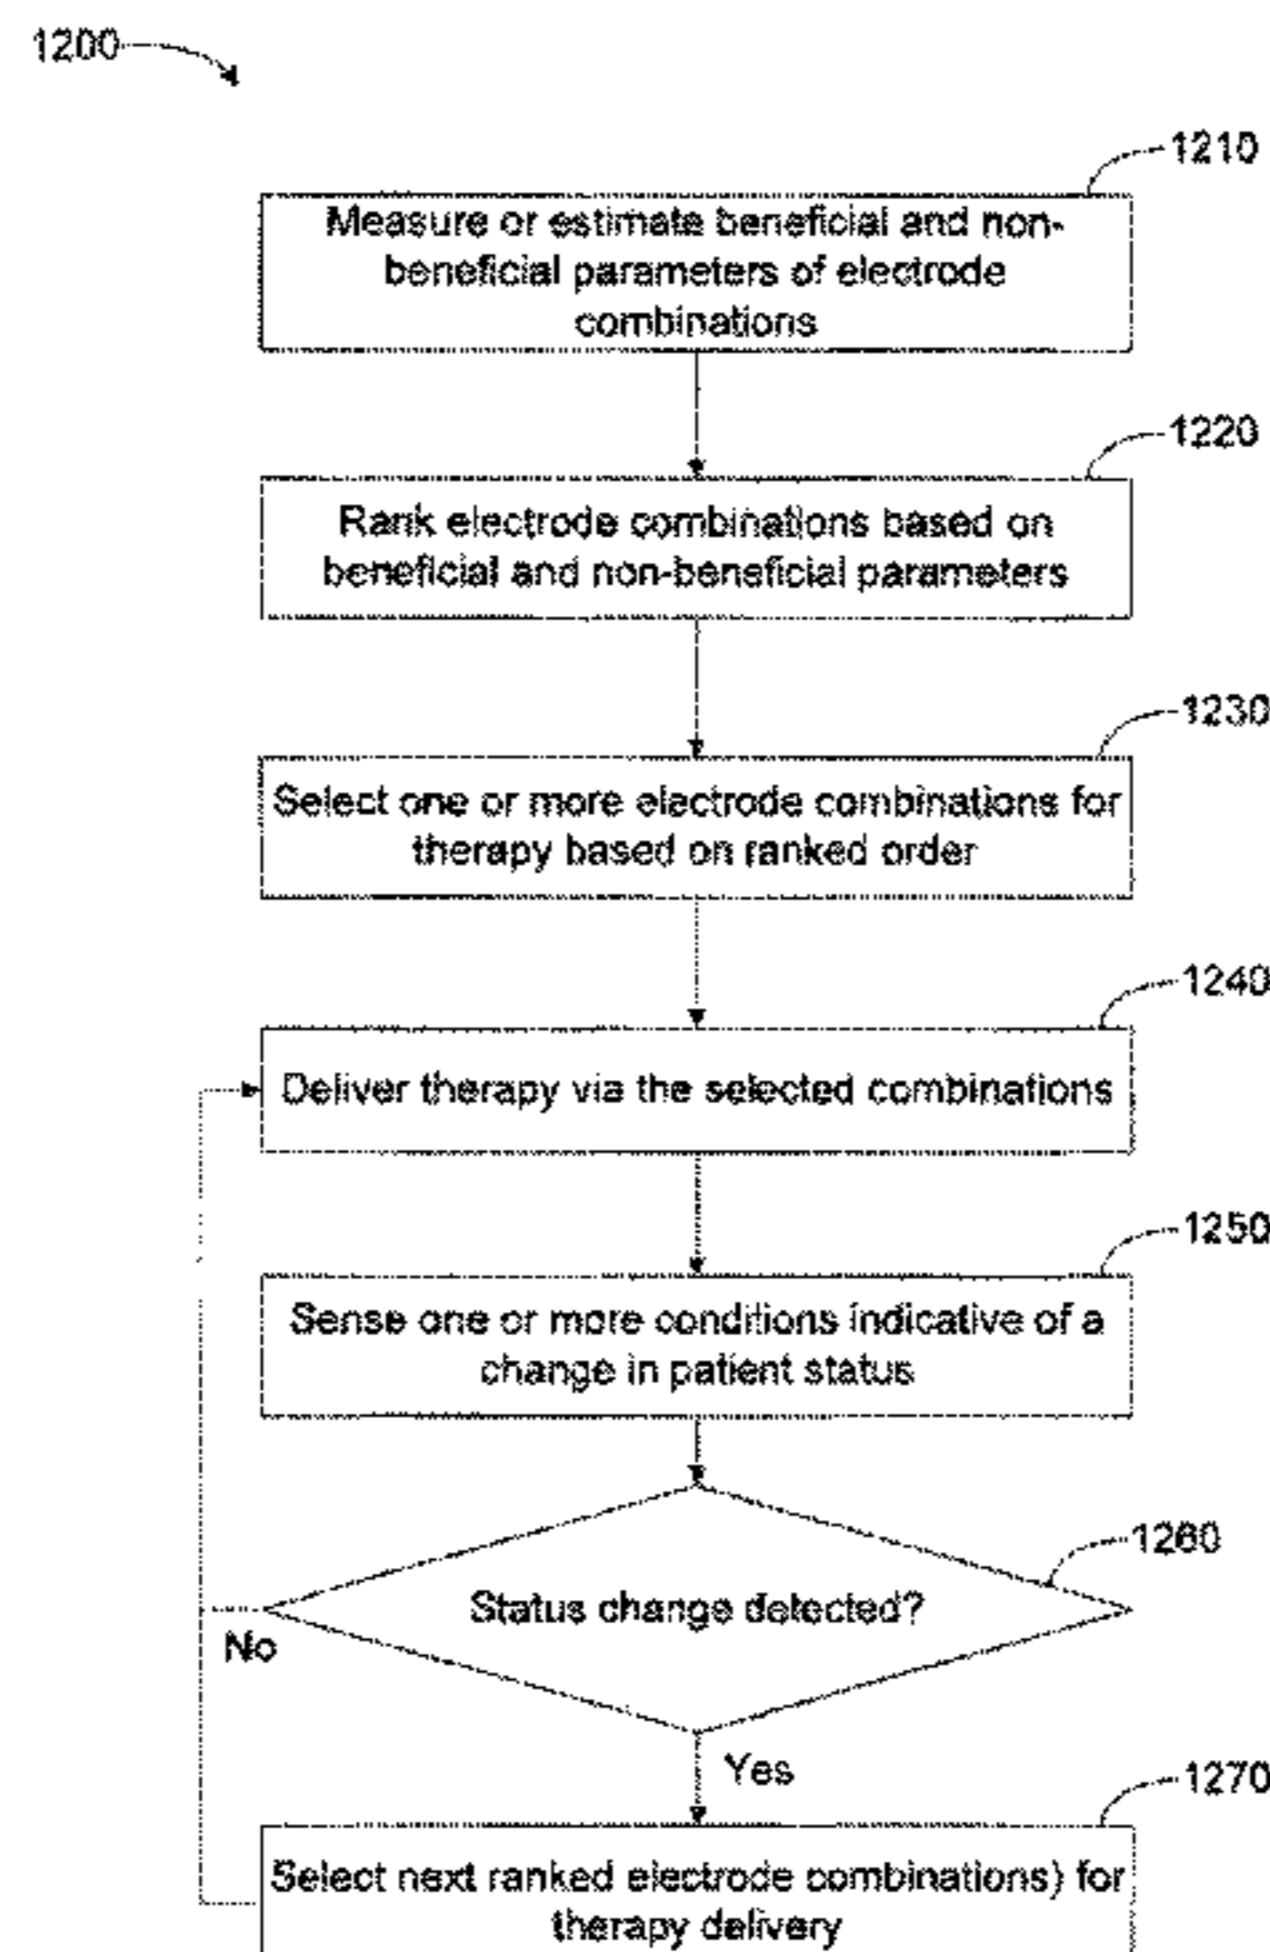 1200
1210
Measure or estimate beneficial and non-
beneficial parameters of electrode
combinations
1220
Rank electrode combinations based on
beneficial and non-beneficial parameters
1230
Select one or more electrode combinations for
therapy based on ranked order
1240
Deliver therapy via the selected combinations
1250
Sense one or more conditions indicative of a
change in patient status
1260
Status change detected?
No
Yes
1270
Select next ranked electrode combinations) for
therapy delivery